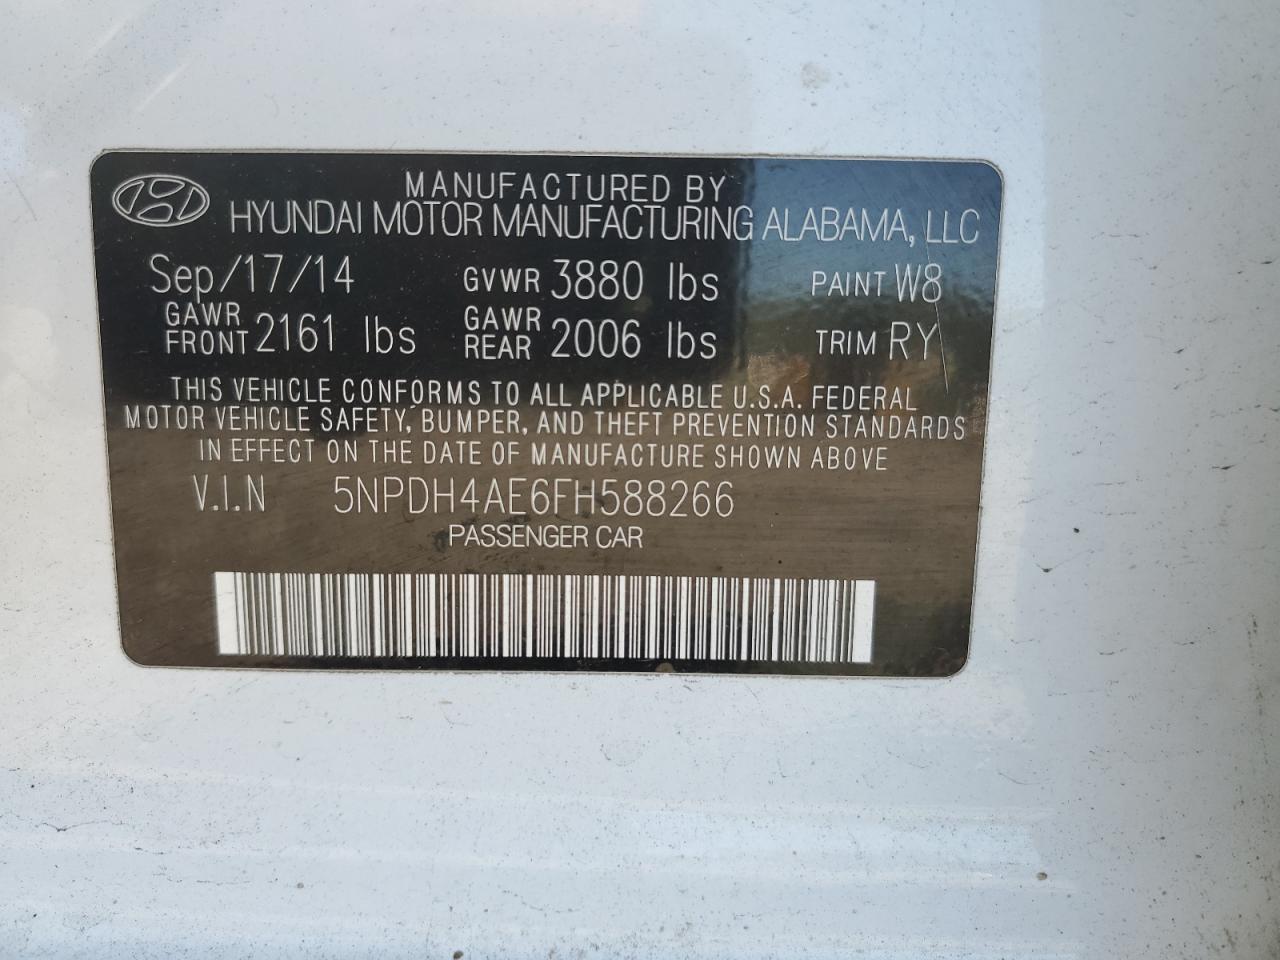 MANUFACTURED BY
HYUNDAI MOTOR MANUFACTURING ALABAMA, LLC
Sep/17/14 GVWR 3880 lbs PAINT W8
GAWR FRONT 2161 lbs GAWR REAR 2006 lbs TRIM RY
THIS VEHICLE CONFORMS TO ALL APPLICABLE U.S.A. FEDERAL
MOTOR VEHICLE SAFETY, BUMPER, AND THEFT PREVENTION STANDARDS
IN EFFECT ON THE DATE OF MANUFACTURE SHOWN ABOVE
V.I.N 5NPDH4AE6FH588266
PASSENGER CAR